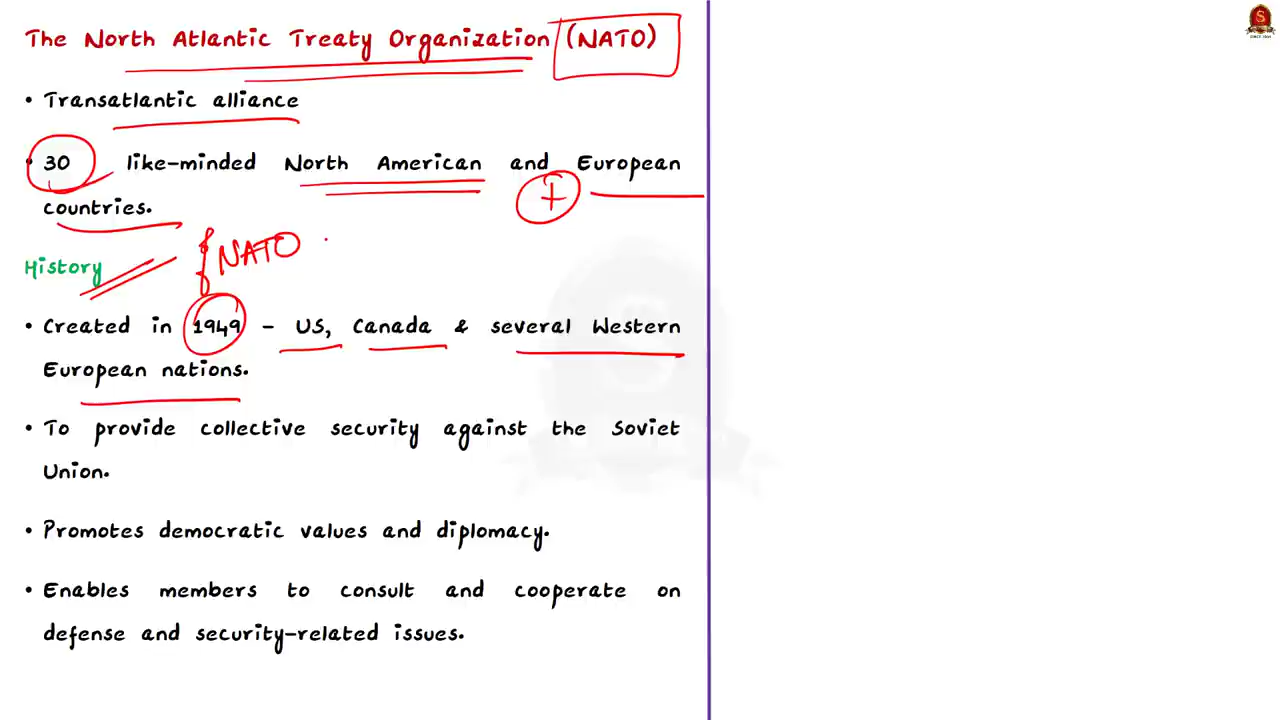 The North Atlantic Treaty Organization (NATO)
• Transatlantic alliance
• 30 like-minded North American and European
countries.
{NATO
History
• Created in 1949 - US, Canada & several Western
European nations.
• To provide collective security against the Soviet
Union.
• Promotes democratic values and diplomacy.
• Enables members to consult and cooperate on
defense and security-related issues.